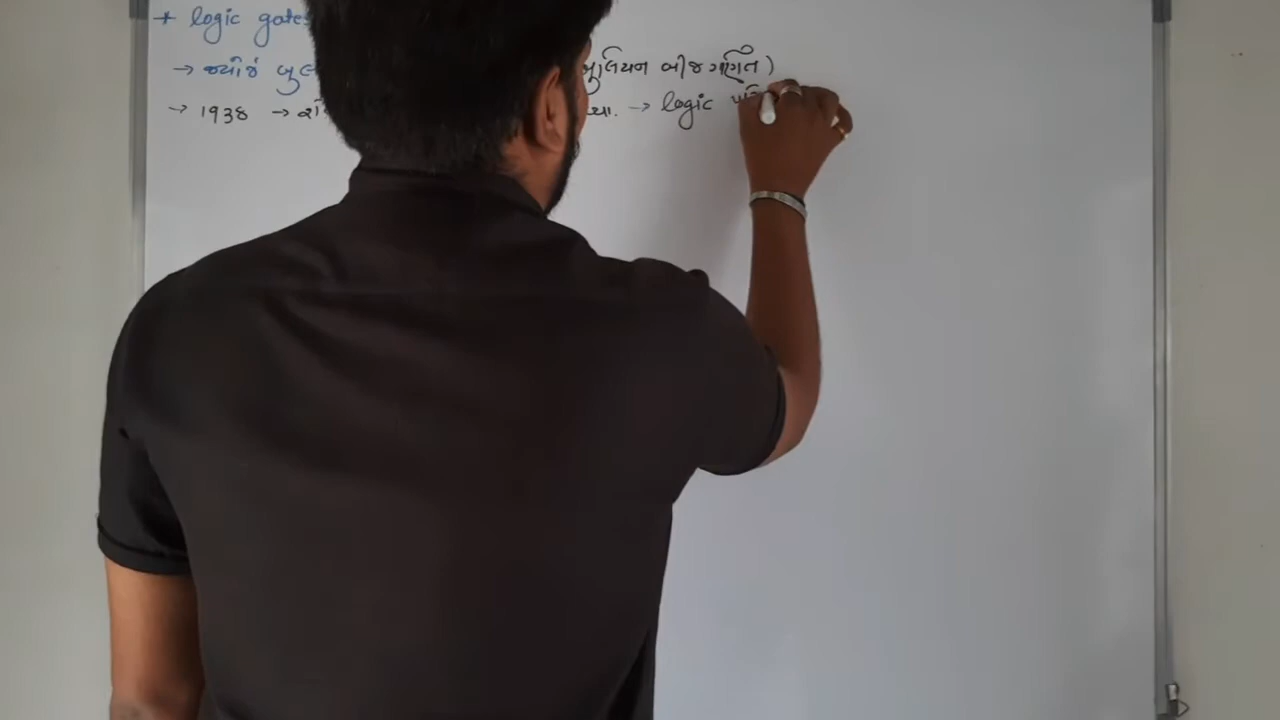 * logic gates
→ જ્યોર્જ બુલ બુલિયન બીજ ગણિત)
→ 1938 → → logic